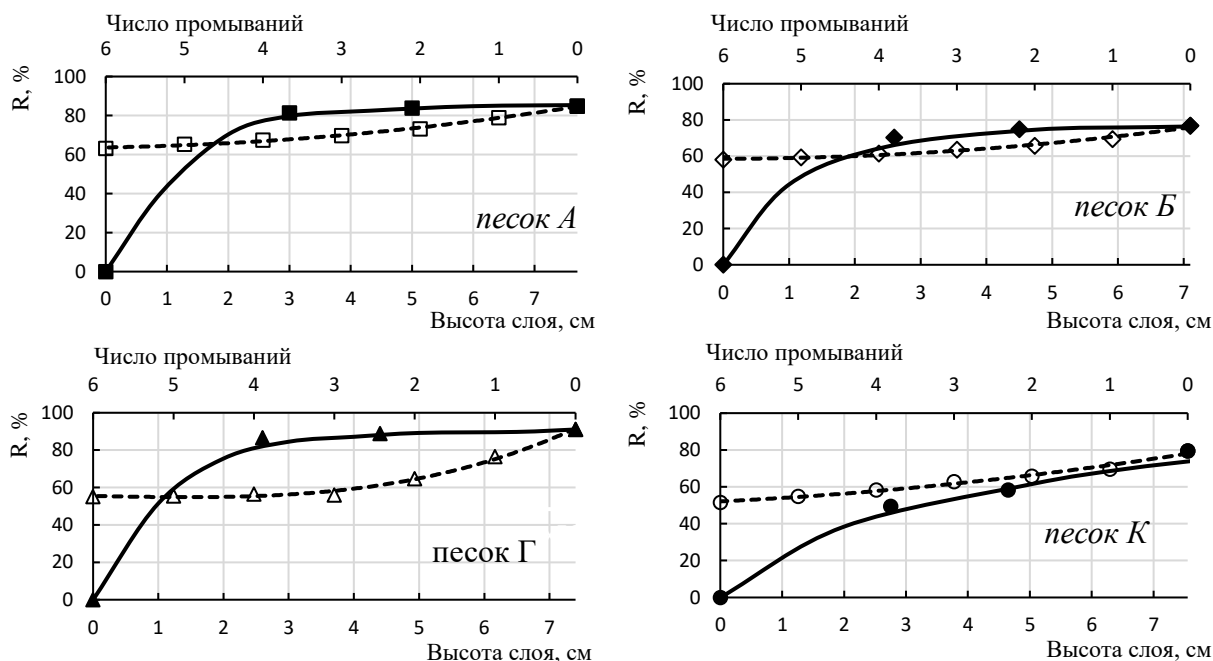 Число промываний
6 5 4 3 2 1 0
R, %
100
80
60
40
20
0
песок А
0 1 2 3 4 5 6 7
Высота слоя, см
Число промываний
6 5 4 3 2 1 0
R, %
100
80
60
40
20
0
песок Б
0 1 2 3 4 5 6 7
Высота слоя, см
Число промываний
6 5 4 3 2 1 0
R, %
100
80
60
40
20
0
песок Г
0 1 2 3 4 5 6 7
Высота слоя, см
Число промываний
6 5 4 3 2 1 0
R, %
100
80
60
40
20
0
песок К
0 1 2 3 4 5 6 7
Высота слоя, см